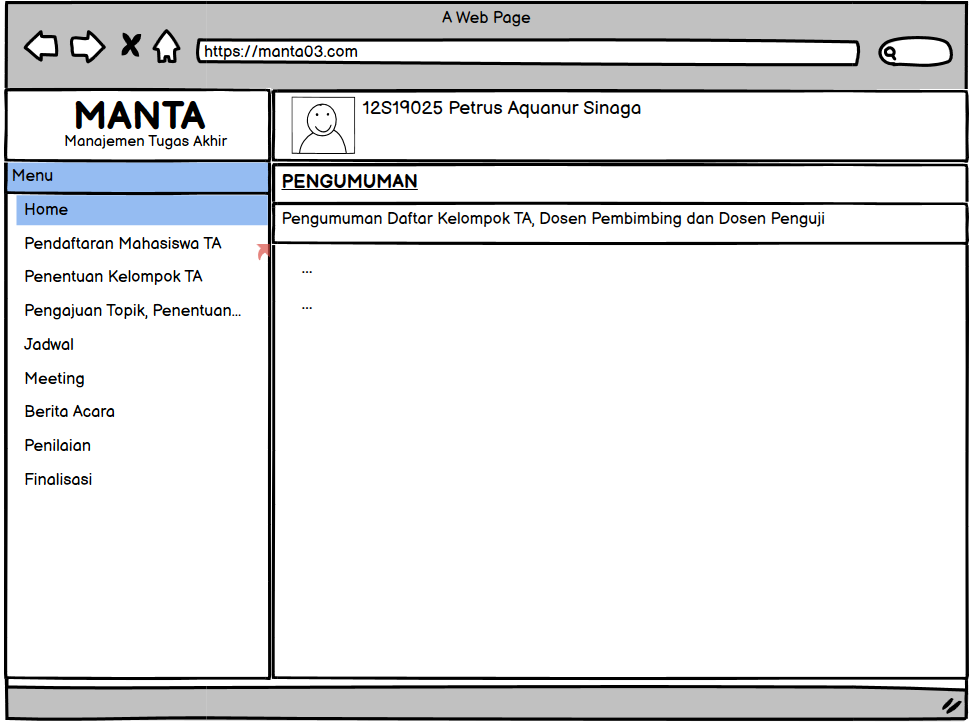 A Web Page
https://manta03.com
MANTA
Manajemen Tugas Akhir
12S19025 Petrus Aquanur Sinaga
Menu
Home
Pendaftaran Mahasiswa TA
Penentuan Kelompok TA
Pengajuan Topik, Penentuan...
Jadwal
Meeting
Berita Acara
Penilaian
Finalisasi
PENGUMUMAN
Pengumuman Daftar Kelompok TA, Dosen Pembimbing dan Dosen Penguji
...
...